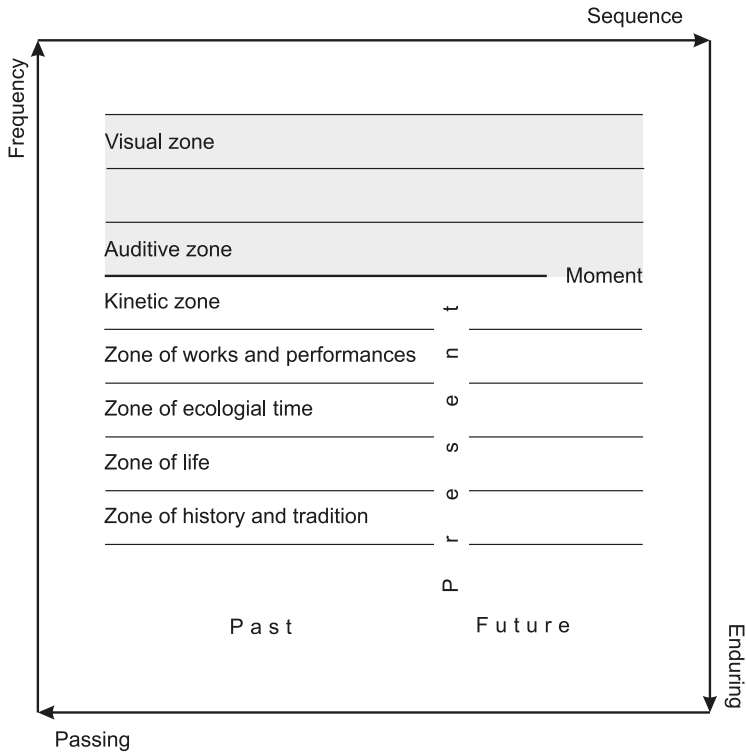 Sequence
Frequency
Visual zone
Auditive zone
Moment
Kinetic zone
Zone of works and performances
Zone of ecologial time
Zone of life
Zone of history and tradition
Present
Past
Future
Enduring
Passing